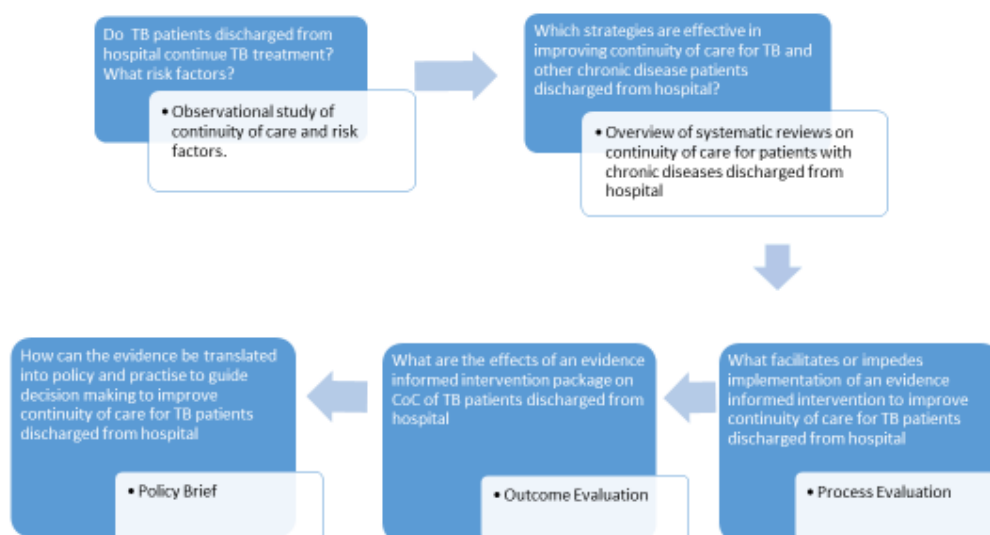 Do TB patients discharged from
hospital continue TB treatment?
What risk factors?
• Observational study of
continuity of care and risk
factors.
Which strategies are effective in
improving continuity of care for TB and
other chronic disease patients
discharged from hospital?
• Overview of systematic reviews on
continuity of care for patients with
chronic diseases discharged from
hospital
What facilitates or impedes
implementation of an evidence
informed intervention to improve
continuity of care for TB patients
discharged from hospital
• Process Evaluation
What are the effects of an evidence
informed intervention package on
CoC of TB patients discharged from
hospital
• Outcome Evaluation
How can the evidence be translated
into policy and practise to guide
decision making to improve
continuity of care for TB patients
discharged from hospital
• Policy Brief